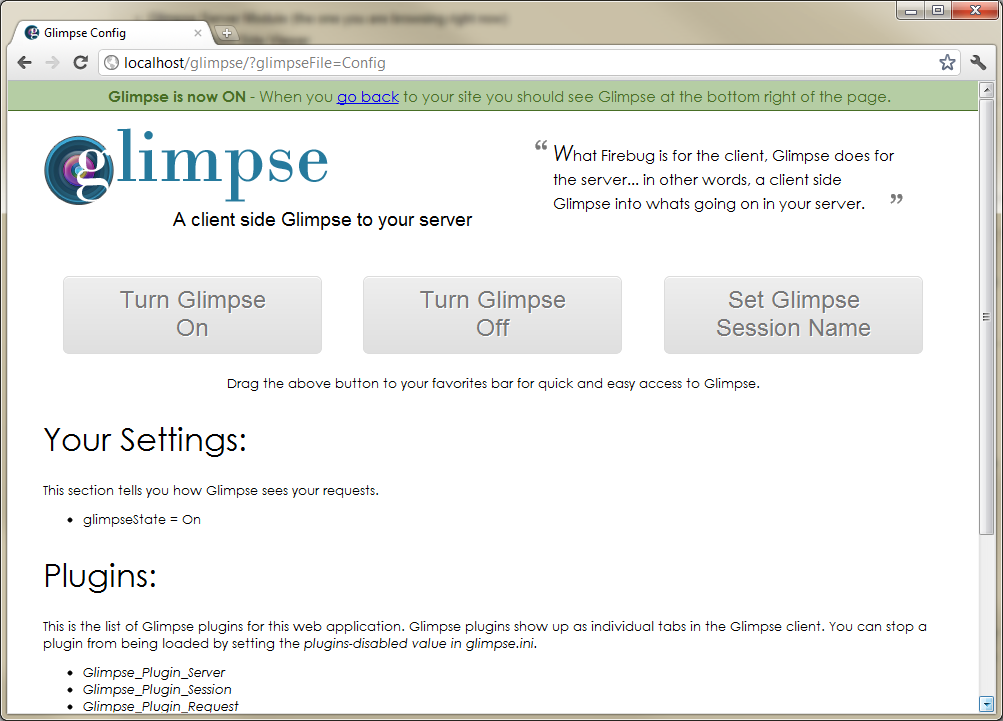 Glimpse Config
localhost/glimpse/?glimpseFile=Config
Glimpse is now ON - When you go back to your site you should see Glimpse at the bottom right of the page.
glimpse
A client side Glimpse to your server
“ What Firebug is for the client, Glimpse does for
the server... in other words, a client side
Glimpse into whats going on in your server. ”
Turn Glimpse
On
Turn Glimpse
Off
Set Glimpse
Session Name
Drag the above button to your favorites bar for quick and easy access to Glimpse.
Your Settings:
This section tells you how Glimpse sees your requests.
• glimpseState = On
Plugins:
This is the list of Glimpse plugins for this web application. Glimpse plugins show up as individual tabs in the Glimpse client. You can stop a
plugin from being loaded by setting the plugins-disabled value in glimpse.ini.
• Glimpse_Plugin_Server
• Glimpse_Plugin_Session
• Glimpse_Plugin_Request